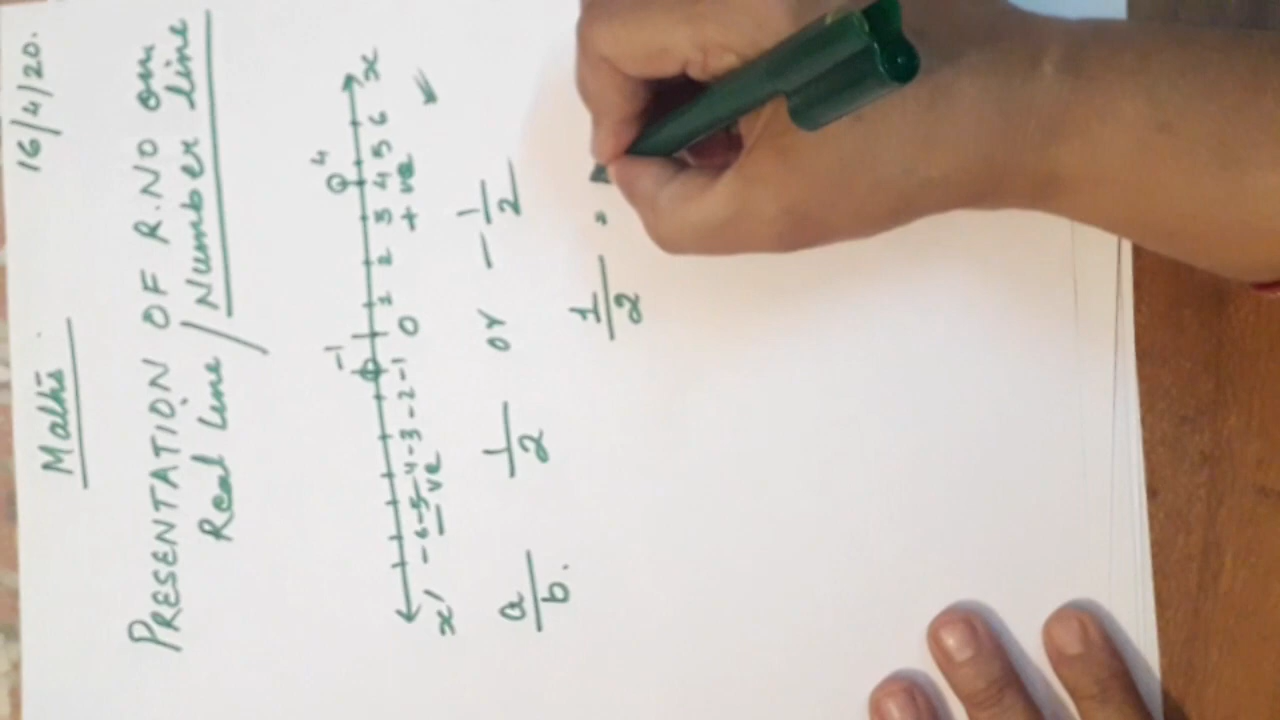 16/4/20.
Maths
PRESENTATION OF R.NO on
Real Line / Number line
-1 4
x' -6 -5 -4 -3 -2 -1 0 1 2 3 4 5 6 x
-ve +ve
a/b. 1/2 or -1/2
1/2 =